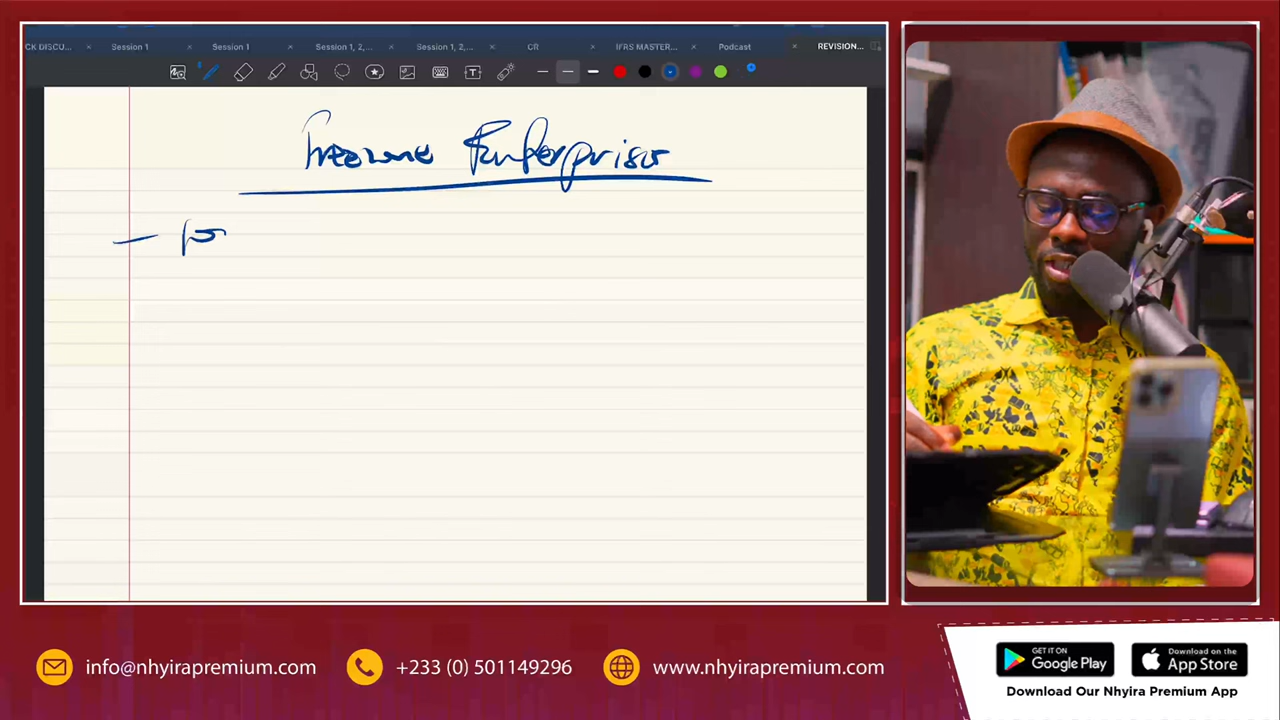 CK DISCU... Session 1 Session 1 Session 1, 2,... Session 1, 2,... CR IFRS MASTER... Podcast REVISION...
Freezone Enterprise
– for
info@nhyirapremium.com +233 (0) 501149296 www.nhyirapremium.com
GET IT ON Google Play
Download on the App Store
Download Our Nhyira Premium App